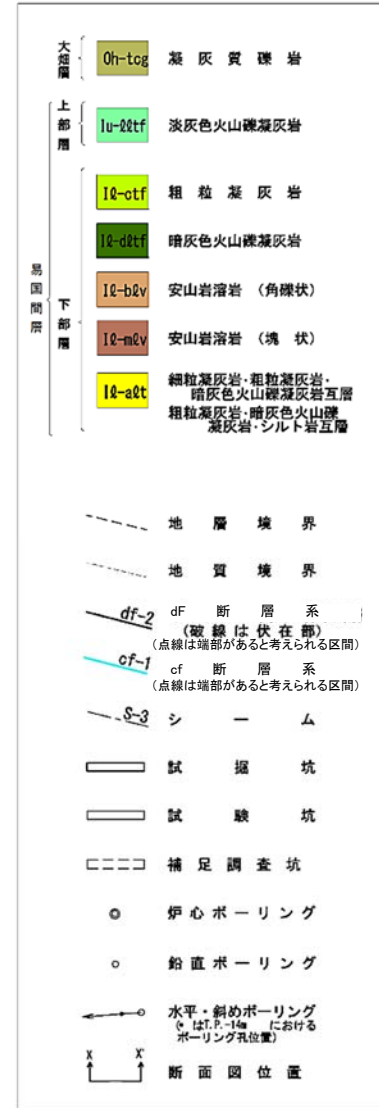 大畑層
Oh-tcg 凝灰質礫岩
易国間層
上部層
Iu-ℓℓtf 淡灰色火山礫凝灰岩
下部層
Iℓ-ctf 粗粒凝灰岩
Iℓ-dℓtf 暗灰色火山礫凝灰岩
Iℓ-bℓv 安山岩溶岩（角礫状）
Iℓ-mℓv 安山岩溶岩（塊状）
Iℓ-aℓt 細粒凝灰岩・粗粒凝灰岩・
暗灰色火山礫凝灰岩互層
粗粒凝灰岩・暗灰色火山礫
凝灰岩・シルト岩互層
地層境界
地質境界
df-2 dF断層系
(破線は伏在部)
(点線は端部があると考えられる区間)
cf-1 cf断層系
(点線は端部があると考えられる区間)
S-3 シーム
試掘坑
試験坑
補足調査坑
炉心ボーリング
鉛直ボーリング
水平・斜めボーリング
(• はT.P.-14m における
ボーリング孔位置)
X X' 断面図位置